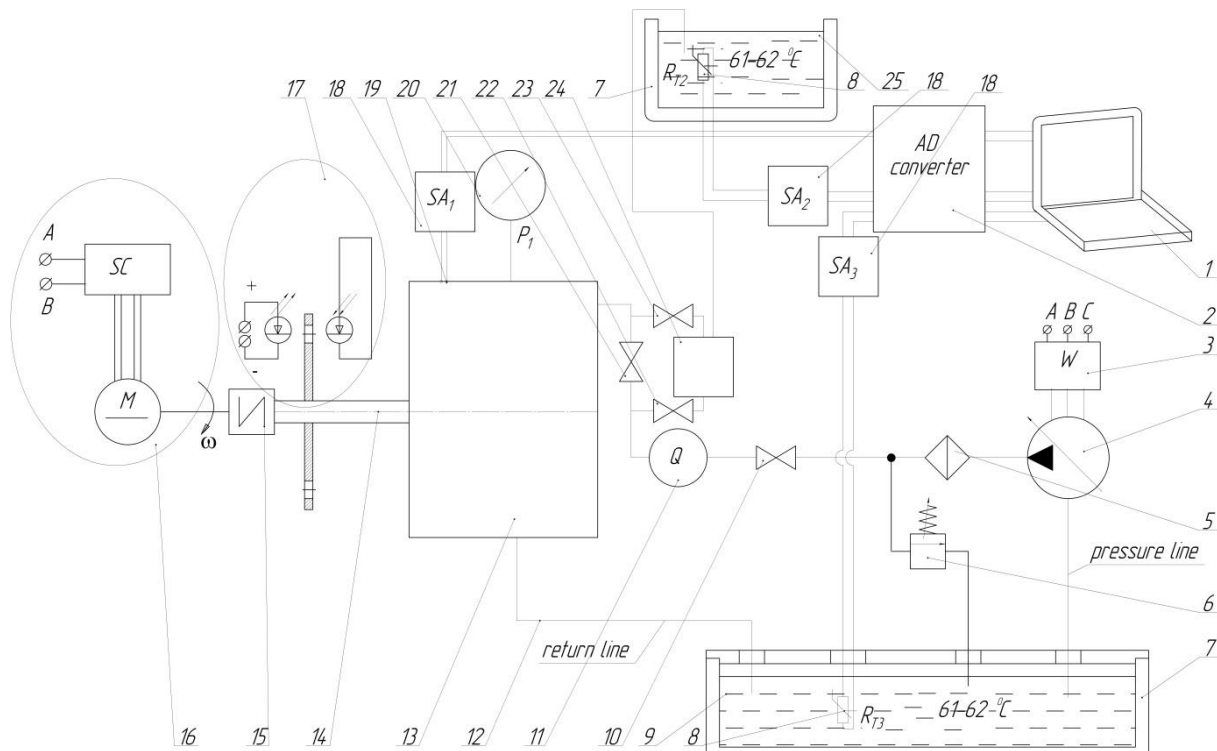 17 18 19 20 21 22 23 24 7 8 25 18 18
61-62 °C
R_T2
A
B
SC
M
ω
+
-
SA₁
P₁
SA₂
SA₃
AD
converter
1
2
A B C
W
3
4
5
6
Q
pressure line
return line
7
R_T3
61-62 °C
16 15 14 13 12 11 10 9 8